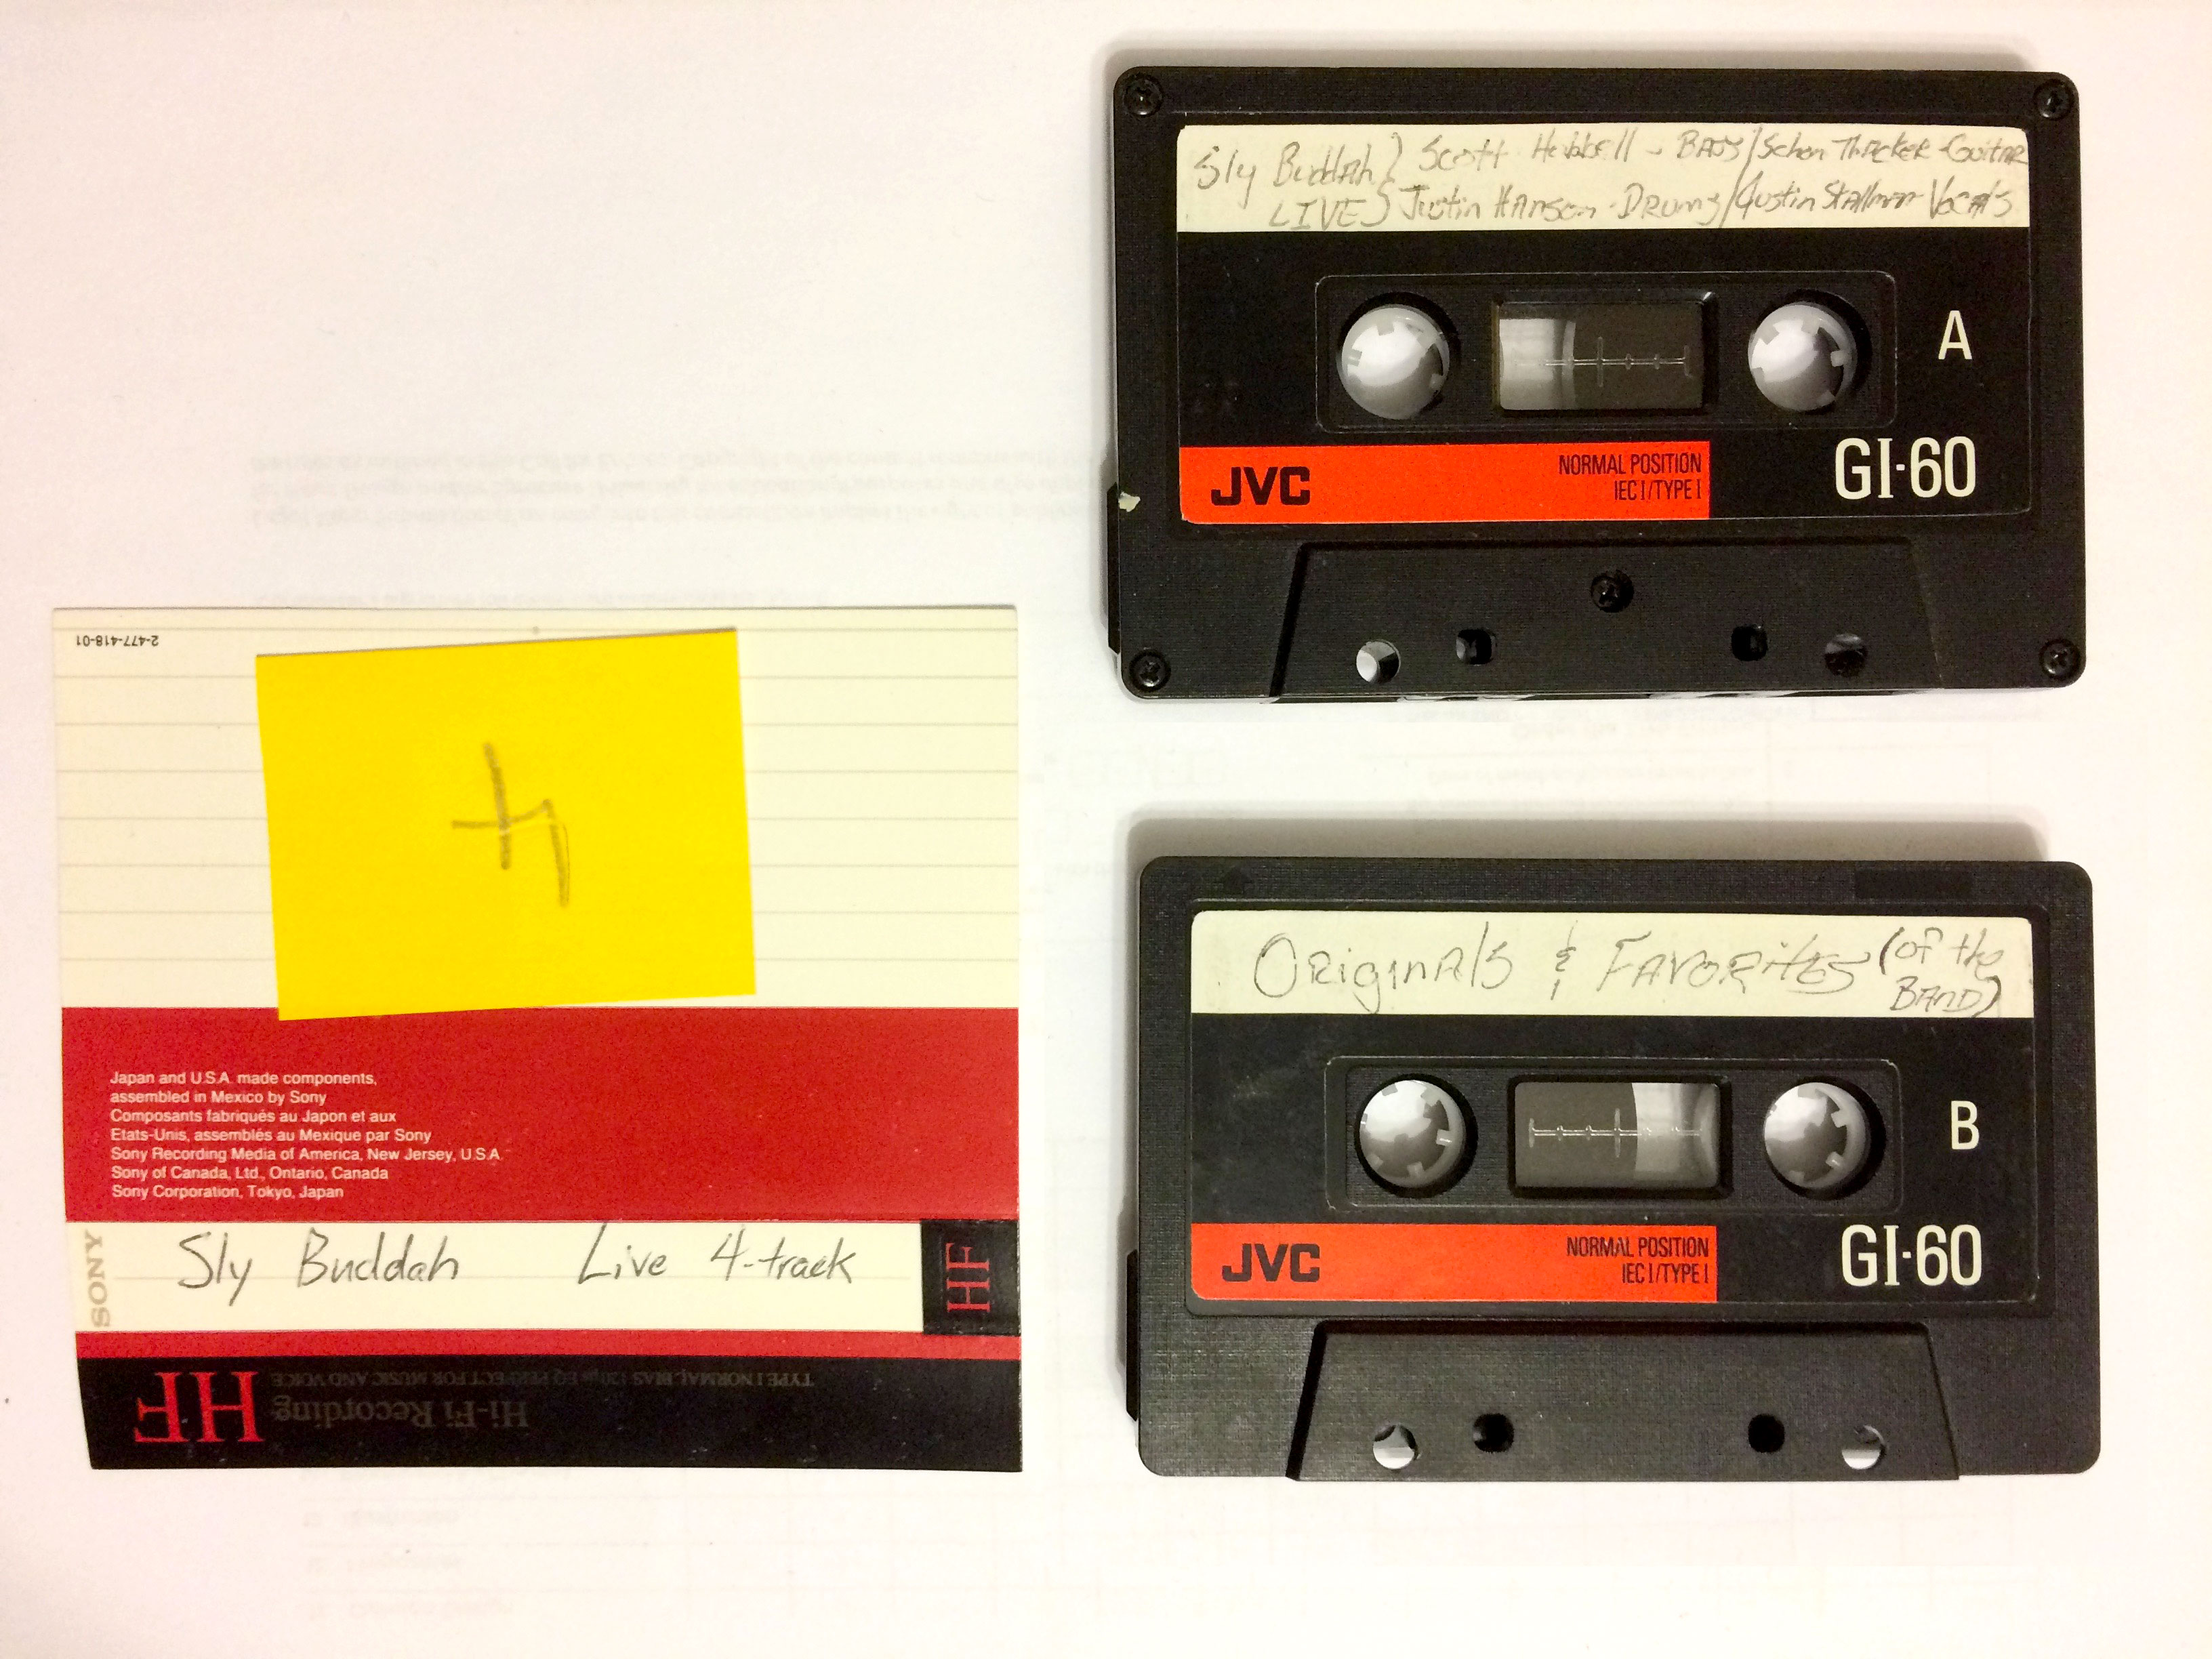 Sly Buddah } Scott Hebbell - BASS / Schon Thacker - Guitar
LIVE } Justin Hanson - Drums / Justin Stallman Vocals
A
JVC
NORMAL POSITION
IEC I/TYPE I
GI-60
2-477-418-01
4
Japan and U.S.A. made components,
assembled in Mexico by Sony
Composants fabriqués au Japon et aux
Etats-Unis, assemblés au Mexique par Sony
Sony Recording Media of America, New Jersey, U.S.A.
Sony of Canada, Ltd., Ontario, Canada
Sony Corporation, Tokyo, Japan
SONY
Sly Buddah Live 4-track
HF
HF
Hi-Fi Recording
Originals & Favorites (of the
Band)
B
JVC
NORMAL POSITION
IEC I/TYPE I
GI-60